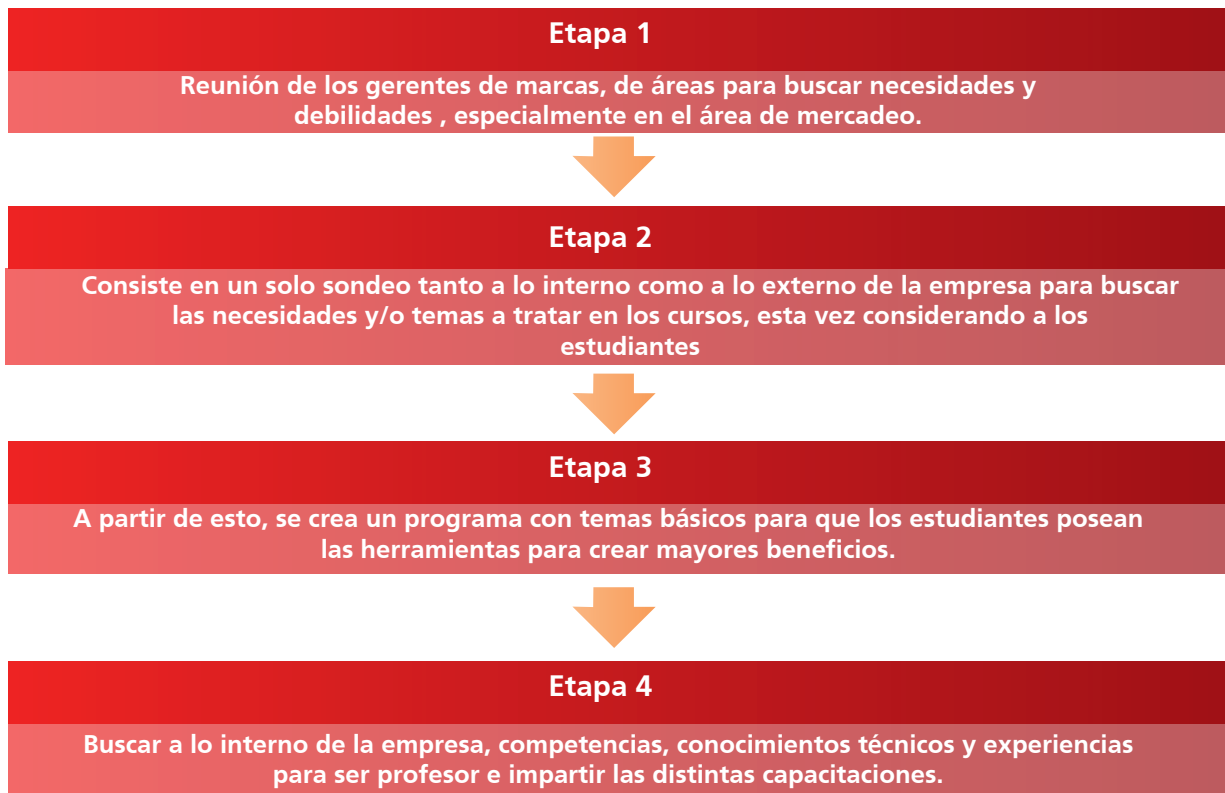 Etapa 1
Reunión de los gerentes de marcas, de áreas para buscar necesidades y
debilidades , especialmente en el área de mercadeo.
Etapa 2
Consiste en un solo sondeo tanto a lo interno como a lo externo de la empresa para buscar
las necesidades y/o temas a tratar en los cursos, esta vez considerando a los
estudiantes
Etapa 3
A partir de esto, se crea un programa con temas básicos para que los estudiantes posean
las herramientas para crear mayores beneficios.
Etapa 4
Buscar a lo interno de la empresa, competencias, conocimientos técnicos y experiencias
para ser profesor e impartir las distintas capacitaciones.